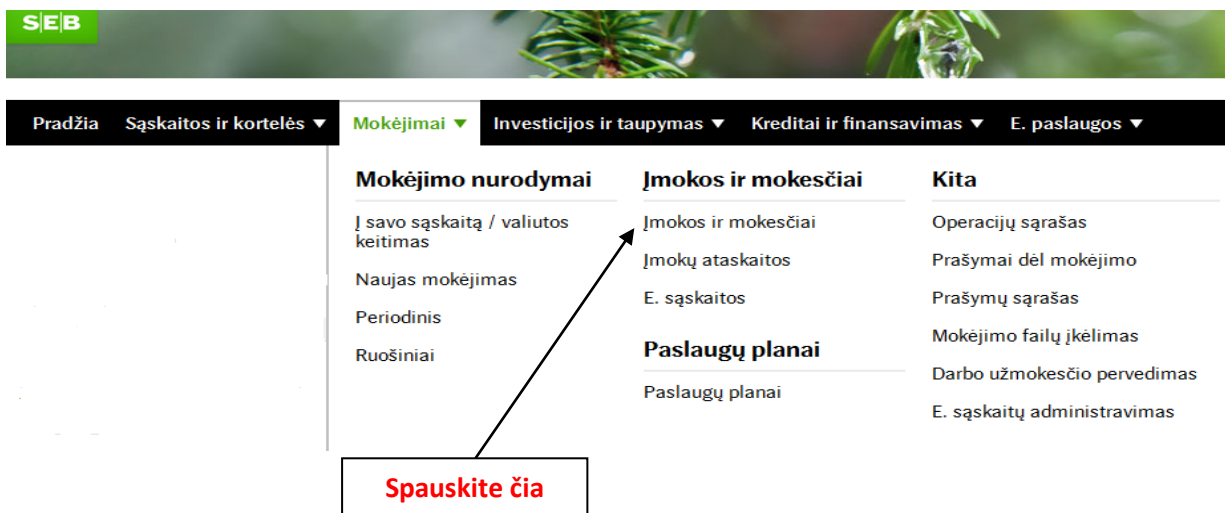 S|E|B
Pradžia Sąskaitos ir kortelės ▼ Mokėjimai ▼ Investicijos ir taupymas ▼ Kreditai ir finansavimas ▼ E. paslaugos ▼
Mokėjimo nurodymai
Į savo sąskaitą / valiutos
keitimas
Naujas mokėjimas
Periodinis
Ruošiniai
Įmokos ir mokesčiai
Įmokos ir mokesčiai
Įmokų ataskaitos
E. sąskaitos
Paslaugų planai
Paslaugų planai
Kita
Operacijų sąrašas
Prašymai dėl mokėjimo
Prašymų sąrašas
Mokėjimo failų įkėlimas
Darbo užmokesčio pervedimas
E. sąskaitų administravimas
Spauskite čia